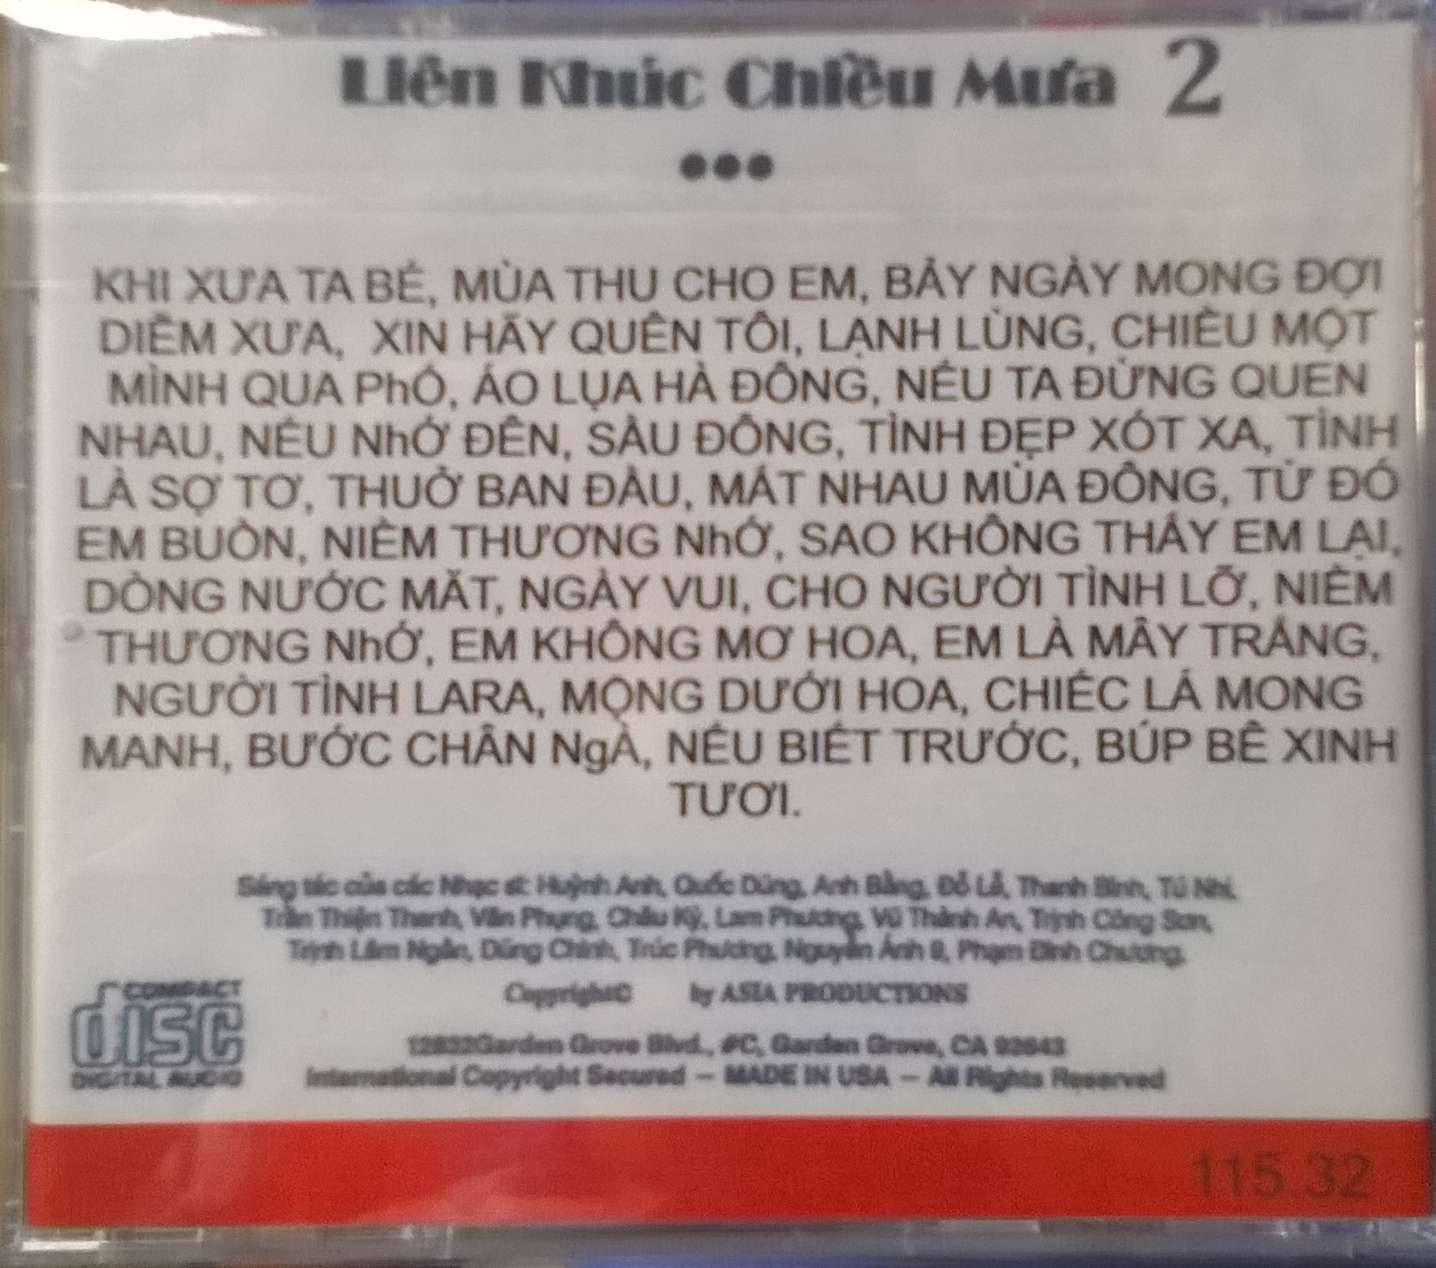 Liên Khúc Chiều Mưa 2
KHI XƯA TA BÉ, MÙA THU CHO EM, BẢY NGÀY MONG ĐỢI
DIỄM XƯA, XIN HÃY QUÊN TÔI, LẠNH LÙNG, CHIỀU MỘT
MÌNH QUA PhỐ, ÁO LỤA HÀ ĐÔNG, NẾU TA ĐỪNG QUEN
NHAU, NẾU NhỚ ĐẾN, SẦU ĐÔNG, TÌNH ĐẸP XÓT XA, TÌNH
LÀ SỢ TƠ, THUỞ BAN ĐẦU, MẤT NHAU MÙA ĐÔNG, TỪ ĐÓ
EM BUỒN, NIỀM THƯƠNG NhỚ, SAO KHÔNG THẤY EM LẠI,
DÒNG NƯỚC MẮT, NGÀY VUI, CHO NGƯỜI TÌNH LỠ, NIỀM
THƯƠNG NhỚ, EM KHÔNG MƠ HOA, EM LÀ MÂY TRẮNG,
NGƯỜI TÌNH LARA, MỘNG DƯỚI HOA, CHIẾC LÁ MONG
MANH, BƯỚC CHÂN NgÀ, NẾU BIẾT TRƯỚC, BÚP BÊ XINH
TƯƠI.
Sáng tác của các Nhạc sĩ: Huỳnh Anh, Quốc Dũng, Anh Bằng, Đỗ Lễ, Thanh Bình, Tú Nhi,
Trần Thiện Thanh, Văn Phụng, Châu Kỳ, Lam Phương, Vũ Thành An, Trịnh Công Sơn,
Trịnh Lâm Ngân, Dũng Chinh, Trúc Phương, Nguyễn Ánh 9, Phạm Đình Chương.
COMPACT
disc
DIGITAL AUDIO
Copyright© by ASIA PRODUCTIONS
Garden Grove Blvd., #C, Garden Grove, CA
International Copyright Secured – MADE IN USA – All Rights Reserved
115.32